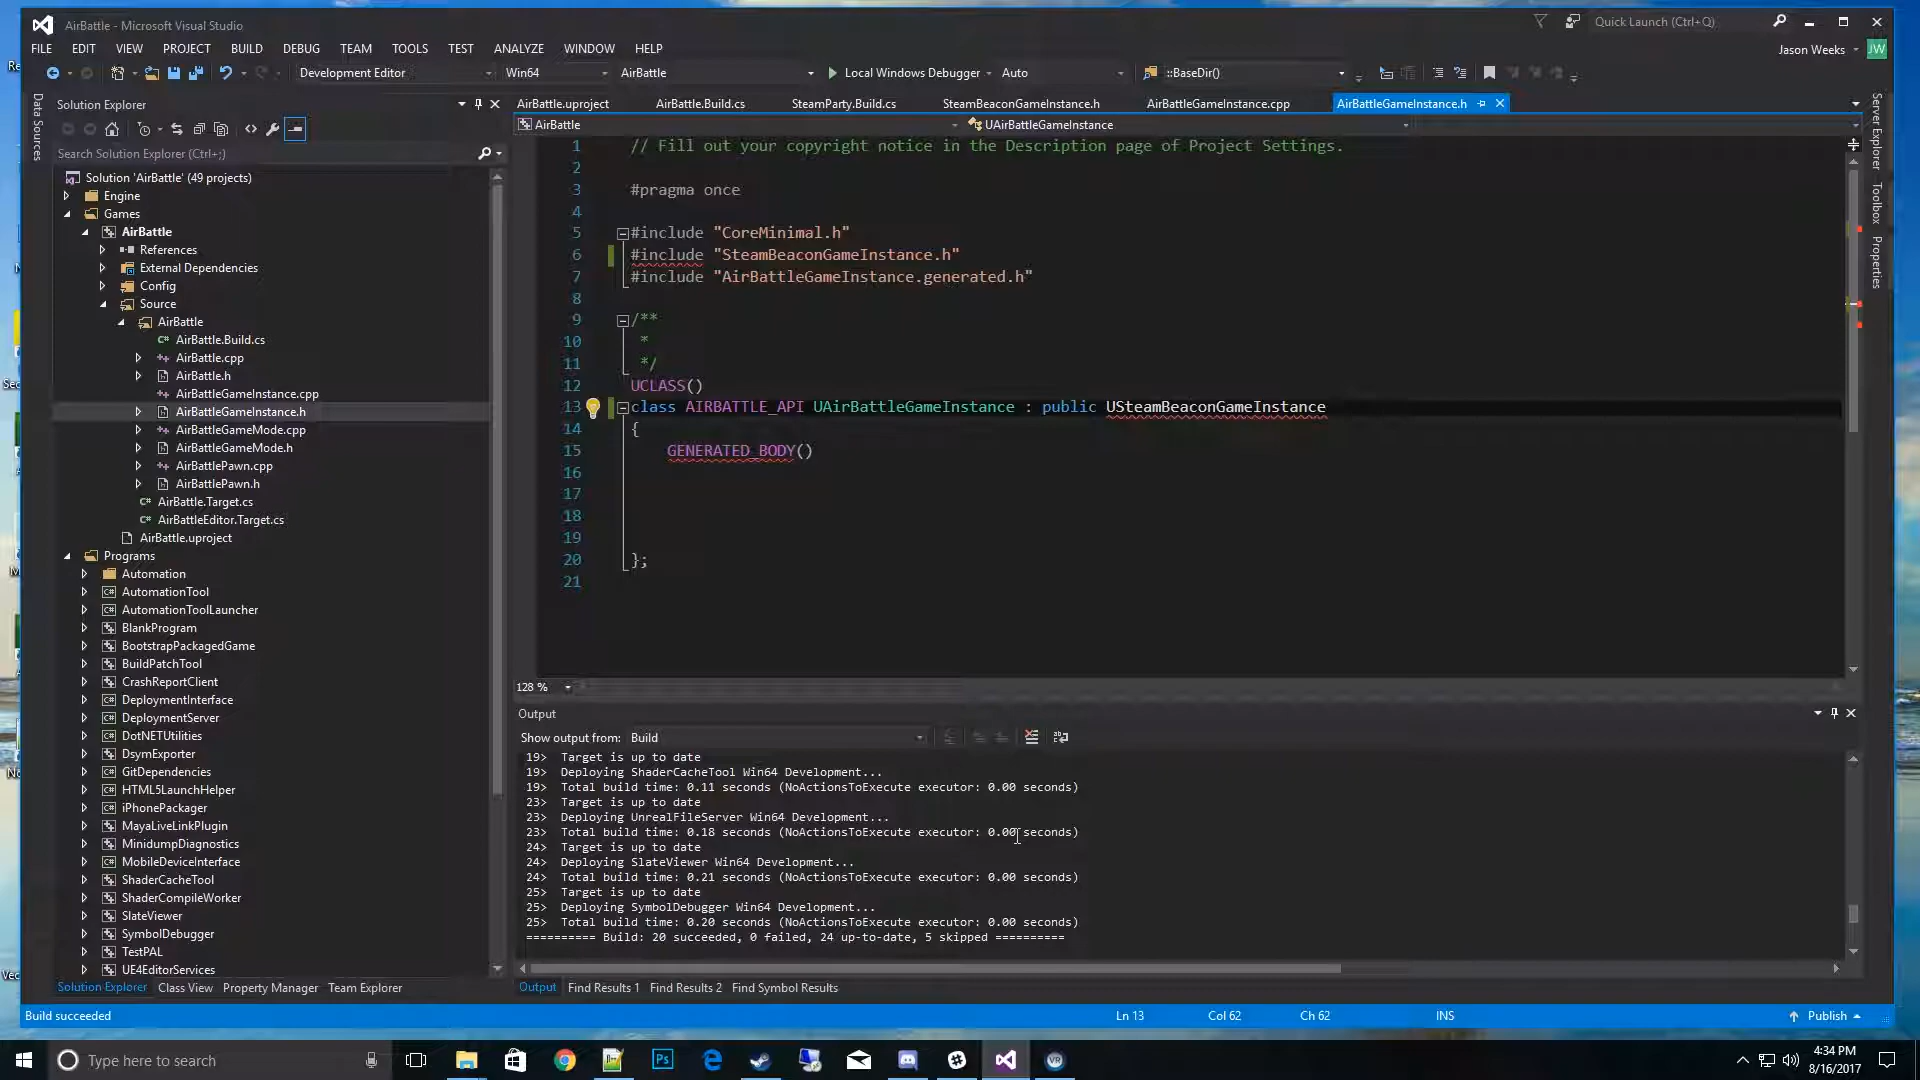 AirBattle - Microsoft Visual Studio
Quick Launch (Ctrl+Q)
FILE EDIT VIEW PROJECT BUILD DEBUG TEAM TOOLS TEST ANALYZE WINDOW HELP
Jason Weeks JW
Development Editor Win64 AirBattle Local Windows Debugger Auto ::BaseDir()
Data Sources
Server Explorer
Toolbox
Properties
Solution Explorer
Search Solution Explorer (Ctrl+;)
Solution 'AirBattle' (49 projects)
Engine
Games
AirBattle
References
External Dependencies
Config
Source
AirBattle
AirBattle.Build.cs
AirBattle.cpp
AirBattle.h
AirBattleGameInstance.cpp
AirBattleGameInstance.h
AirBattleGameMode.cpp
AirBattleGameMode.h
AirBattlePawn.cpp
AirBattlePawn.h
AirBattle.Target.cs
AirBattleEditor.Target.cs
AirBattle.uproject
Programs
Automation
AutomationTool
AutomationToolLauncher
BlankProgram
BootstrapPackagedGame
BuildPatchTool
CrashReportClient
DeploymentInterface
DeploymentServer
DotNETUtilities
DsymExporter
GitDependencies
HTML5LaunchHelper
iPhonePackager
MayaLiveLinkPlugin
MinidumpDiagnostics
MobileDeviceInterface
ShaderCacheTool
ShaderCompileWorker
SlateViewer
SymbolDebugger
TestPAL
UE4EditorServices
Solution Explorer Class View Property Manager Team Explorer
AirBattle.uproject AirBattle.Build.cs SteamParty.Build.cs SteamBeaconGameInstance.h AirBattleGameInstance.cpp AirBattleGameInstance.h
AirBattle UAirBattleGameInstance
1 // Fill out your copyright notice in the Description page of Project Settings.
2
3 #pragma once
4
5 #include "CoreMinimal.h"
6 #include "SteamBeaconGameInstance.h"
7 #include "AirBattleGameInstance.generated.h"
8
9 /**
10 *
11 */
12 UCLASS()
13 class AIRBATTLE_API UAirBattleGameInstance : public USteamBeaconGameInstance
14 {
15 GENERATED_BODY()
16
17
18
19
20 };
21
128 %
Output
Show output from: Build
19> Target is up to date
19> Deploying ShaderCacheTool Win64 Development...
19> Total build time: 0.11 seconds (NoActionsToExecute executor: 0.00 seconds)
23> Target is up to date
23> Deploying UnrealFileServer Win64 Development...
23> Total build time: 0.18 seconds (NoActionsToExecute executor: 0.00 seconds)
24> Target is up to date
24> Deploying SlateViewer Win64 Development...
24> Total build time: 0.21 seconds (NoActionsToExecute executor: 0.00 seconds)
25> Target is up to date
25> Deploying SymbolDebugger Win64 Development...
25> Total build time: 0.20 seconds (NoActionsToExecute executor: 0.00 seconds)
========== Build: 20 succeeded, 0 failed, 24 up-to-date, 5 skipped ==========
Output Find Results 1 Find Results 2 Find Symbol Results
Build succeeded Ln 13 Col 62 Ch 62 INS Publish
Type here to search
Ps
VR
4:34 PM
8/16/2017